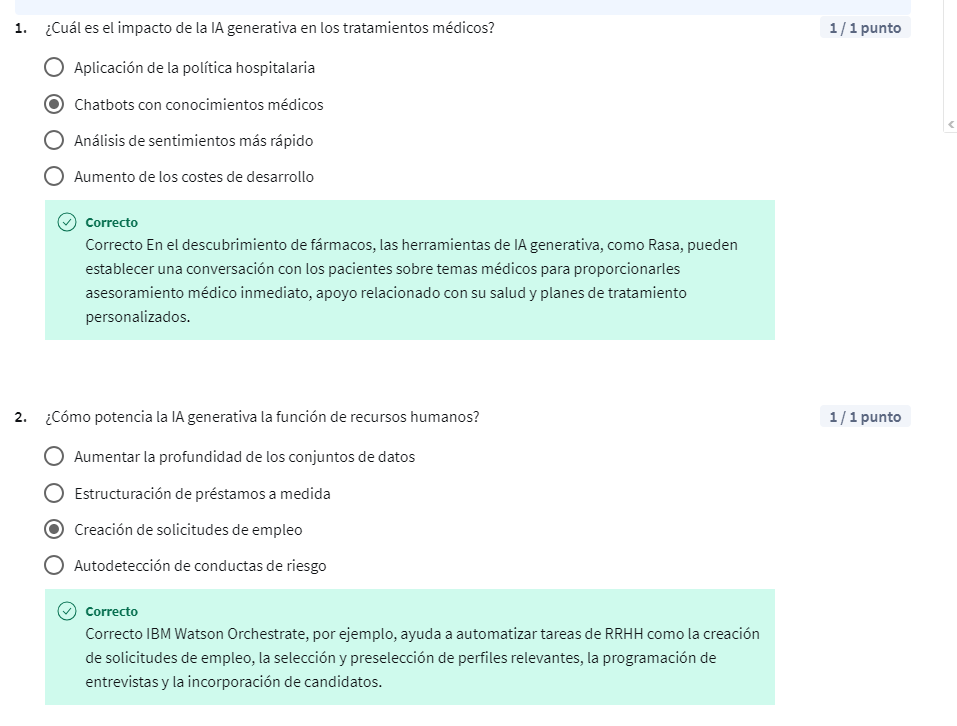 1. ¿Cuál es el impacto de la IA generativa en los tratamientos médicos? 1 / 1 punto
Aplicación de la política hospitalaria
Chatbots con conocimientos médicos
Análisis de sentimientos más rápido
Aumento de los costes de desarrollo
Correcto
Correcto En el descubrimiento de fármacos, las herramientas de IA generativa, como Rasa, pueden
establecer una conversación con los pacientes sobre temas médicos para proporcionarles
asesoramiento médico inmediato, apoyo relacionado con su salud y planes de tratamiento
personalizados.
2. ¿Cómo potencia la IA generativa la función de recursos humanos? 1 / 1 punto
Aumentar la profundidad de los conjuntos de datos
Estructuración de préstamos a medida
Creación de solicitudes de empleo
Autodetección de conductas de riesgo
Correcto
Correcto IBM Watson Orchestrate, por ejemplo, ayuda a automatizar tareas de RRHH como la creación
de solicitudes de empleo, la selección y preselección de perfiles relevantes, la programación de
entrevistas y la incorporación de candidatos.